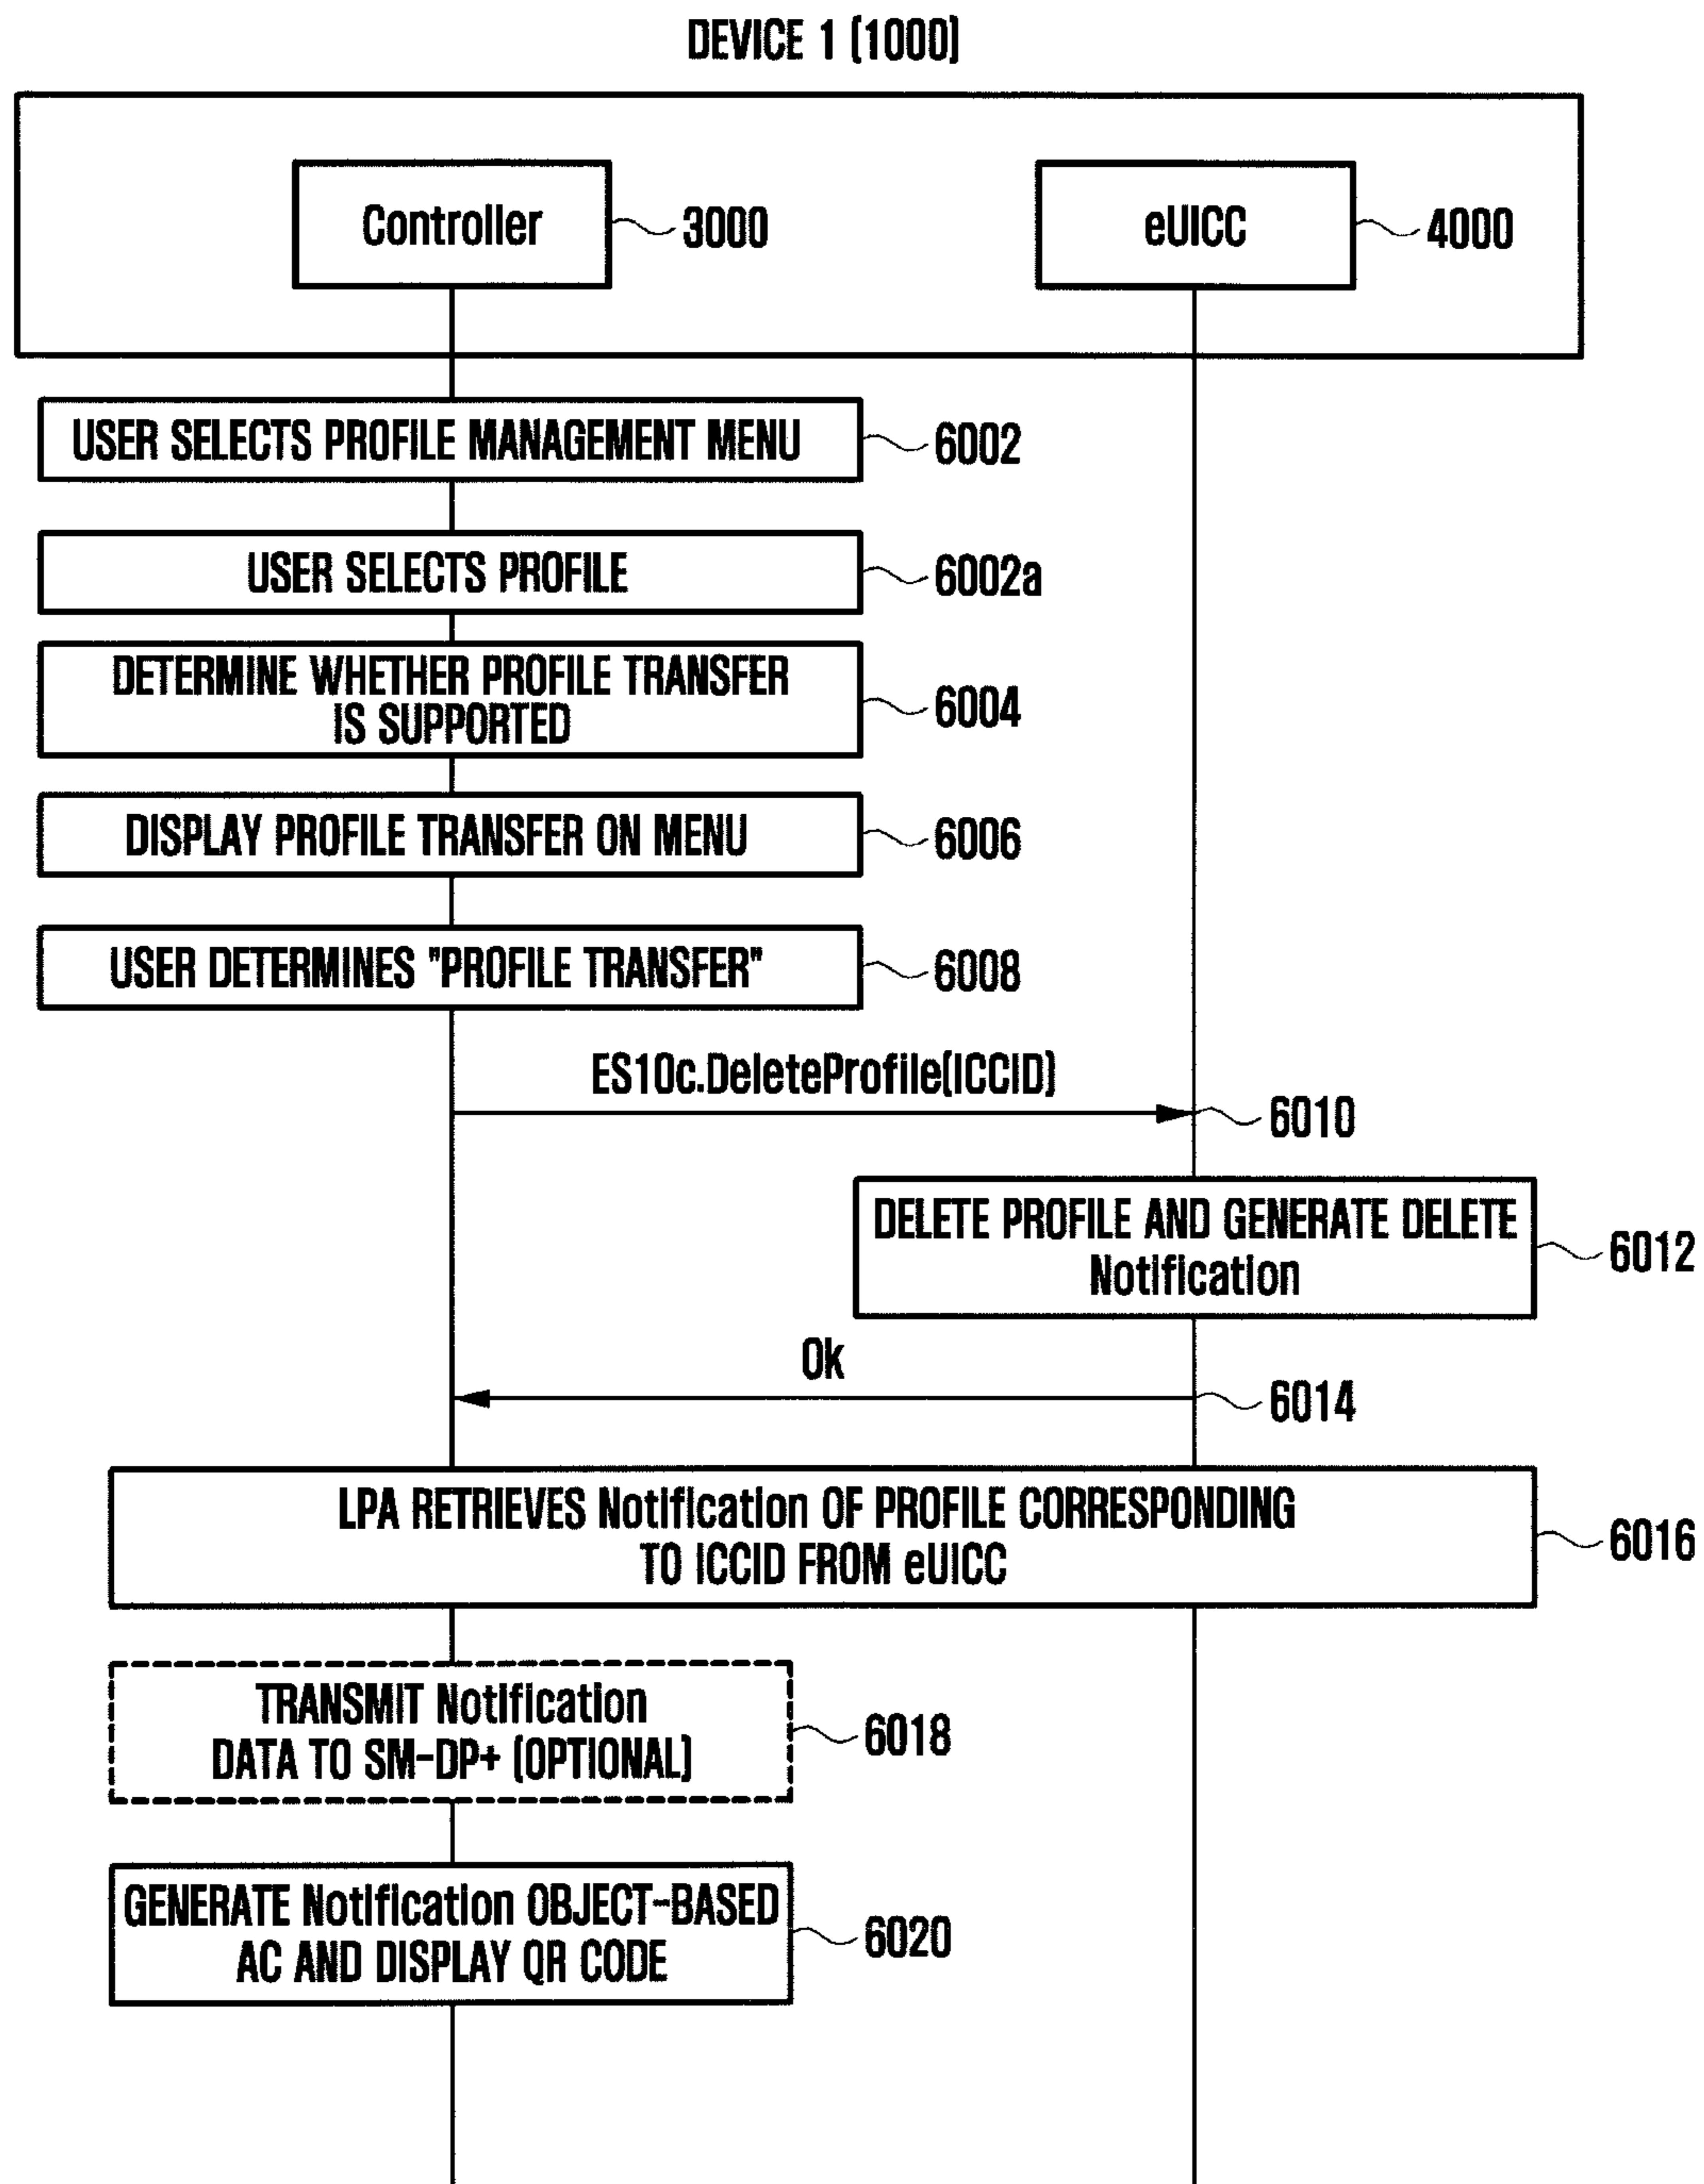 DEVICE 1 (1000)
Controller
3000
eUICC
4000
USER SELECTS PROFILE MANAGEMENT MENU
6002
USER SELECTS PROFILE
6002a
DETERMINE WHETHER PROFILE TRANSFER
IS SUPPORTED
6004
DISPLAY PROFILE TRANSFER ON MENU
6006
USER DETERMINES "PROFILE TRANSFER"
6008
ES10c.DeleteProfile(ICCID)
6010
DELETE PROFILE AND GENERATE DELETE
Notification
6012
Ok
6014
LPA RETRIEVES Notification OF PROFILE CORRESPONDING
TO ICCID FROM eUICC
6016
TRANSMIT Notification
DATA TO SM-DP+ (OPTIONAL)
6018
GENERATE Notification OBJECT-BASED
AC AND DISPLAY QR CODE
6020